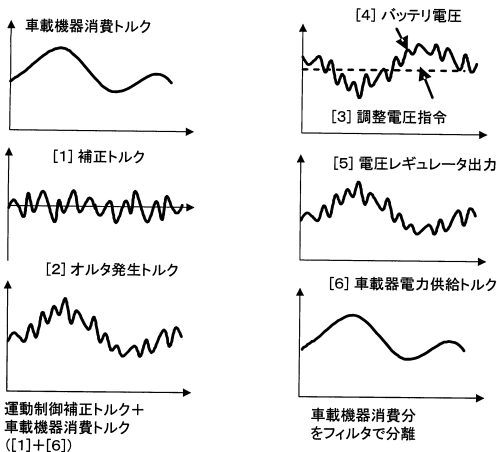 車載機器消費トルク
[1] 補正トルク
[2] オルタ発生トルク
運動制御補正トルク+
車載機器消費トルク
([1]+[6])
[4] バッテリ電圧
[3] 調整電圧指令
[5] 電圧レギュレータ出力
[6] 車載器電力供給トルク
車載機器消費分
をフィルタで分離